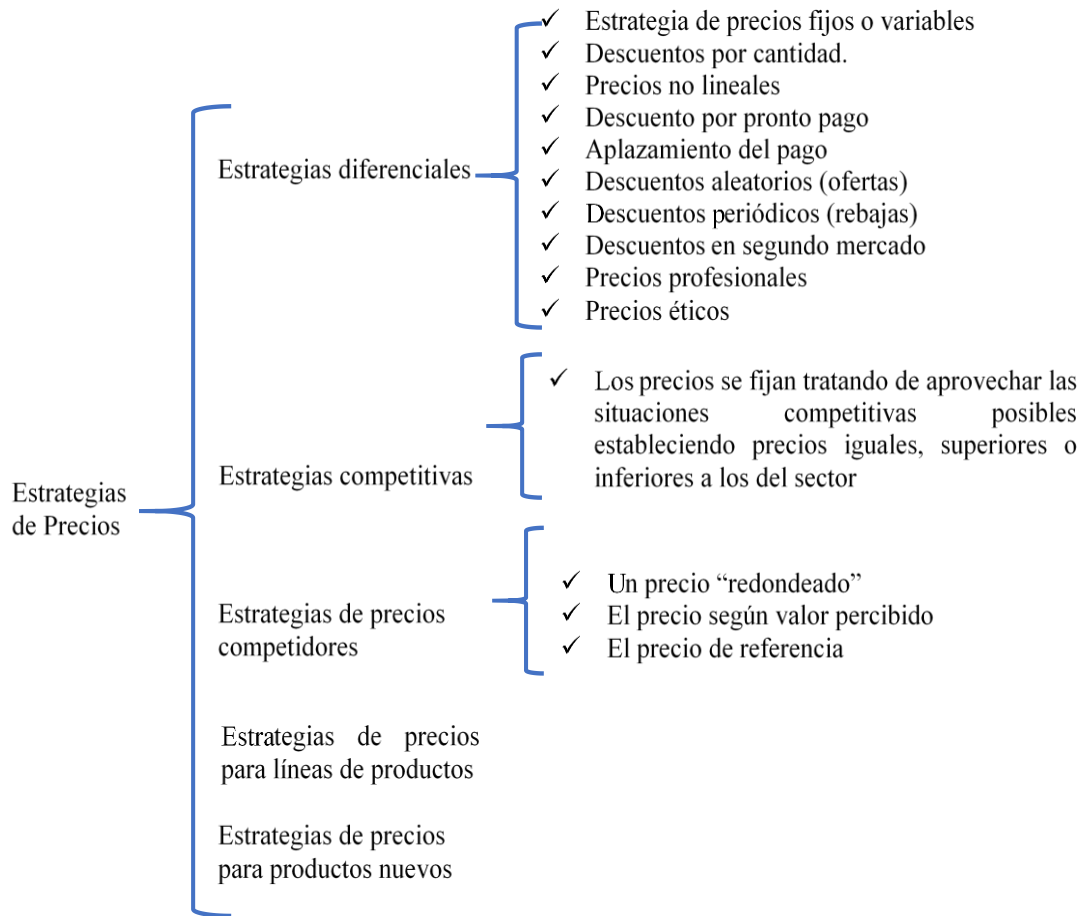 Estrategias
de Precios
Estrategias diferenciales
✓ Estrategia de precios fijos o variables
✓ Descuentos por cantidad.
✓ Precios no lineales
✓ Descuento por pronto pago
✓ Aplazamiento del pago
✓ Descuentos aleatorios (ofertas)
✓ Descuentos periódicos (rebajas)
✓ Descuentos en segundo mercado
✓ Precios profesionales
✓ Precios éticos
Estrategias competitivas
✓ Los precios se fijan tratando de aprovechar las
situaciones competitivas posibles
estableciendo precios iguales, superiores o
inferiores a los del sector
Estrategias de precios
competidores
✓ Un precio “redondeado”
✓ El precio según valor percibido
✓ El precio de referencia
Estrategias de precios
para líneas de productos
Estrategias de precios
para productos nuevos